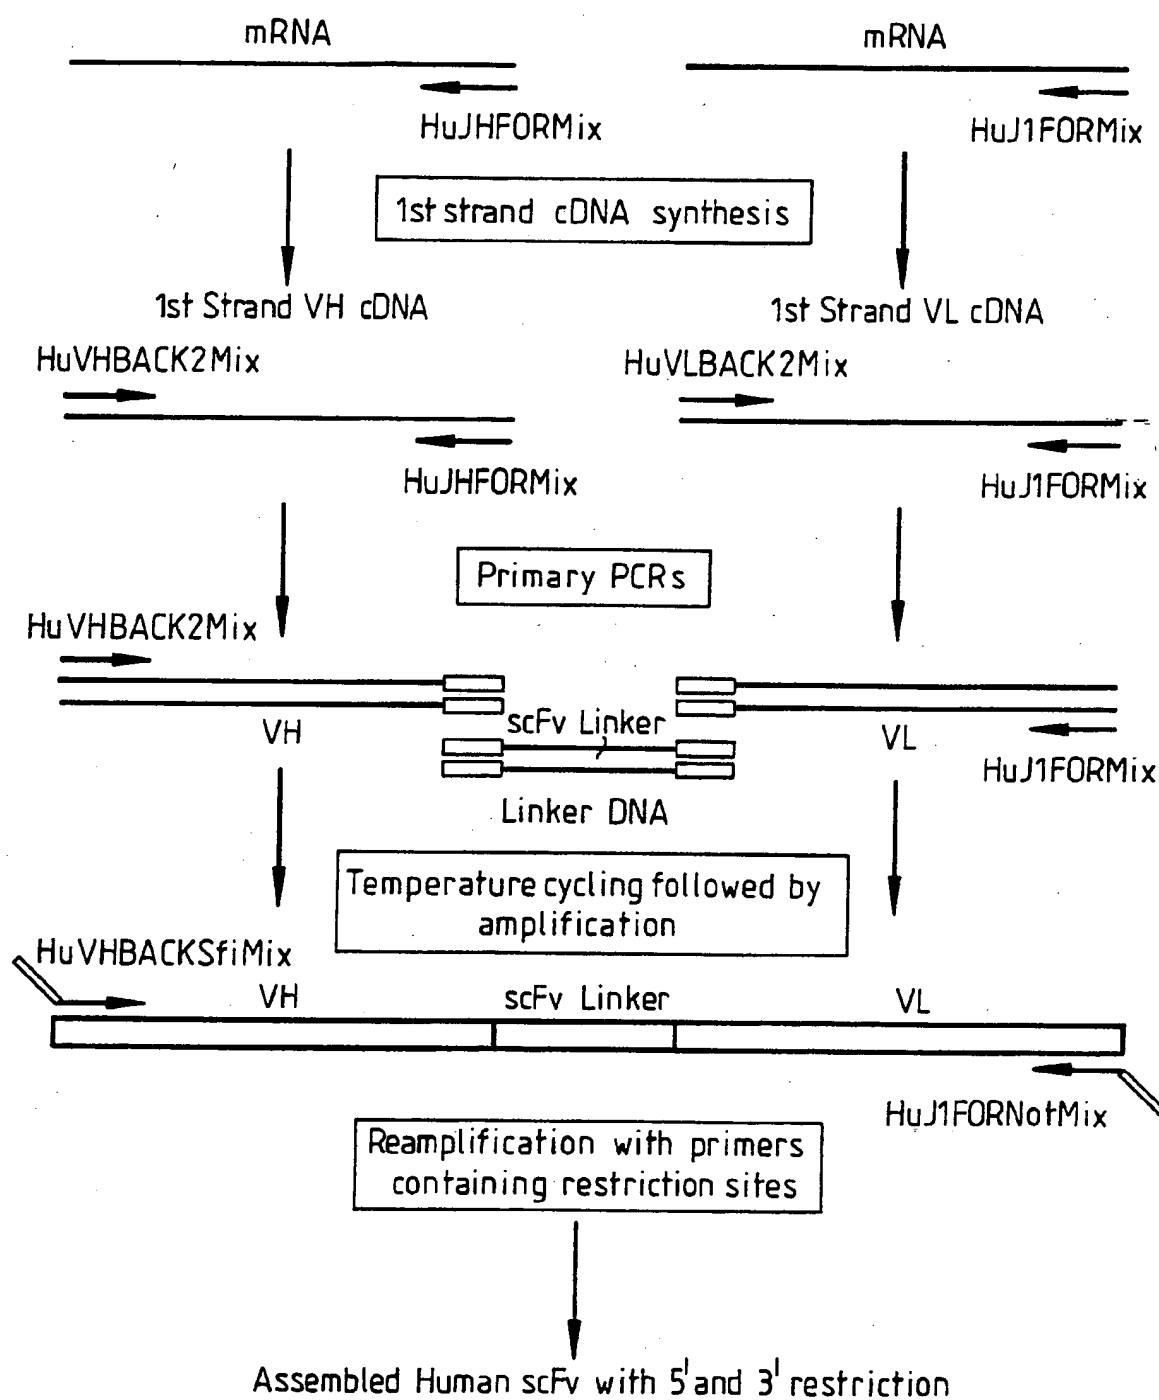 mRNA
mRNA
HuJHFORMix
HuJ1FORMix
1st strand cDNA synthesis
1st Strand VH cDNA
1st Strand VL cDNA
HuVHBACK2Mix
HuVLBACK2Mix
HuJHFORMix
HuJ1FORMix
Primary PCRs
HuVHBACK2Mix
VH
scFv Linker
VL
HuJ1FORMix
Linker DNA
Temperature cycling followed by
amplification
HuVHBACKSfiMix
VH
scFv Linker
VL
HuJ1FORNotMix
Reamplification with primers
containing restriction sites
Assembled Human scFv with 5' and 3' restriction